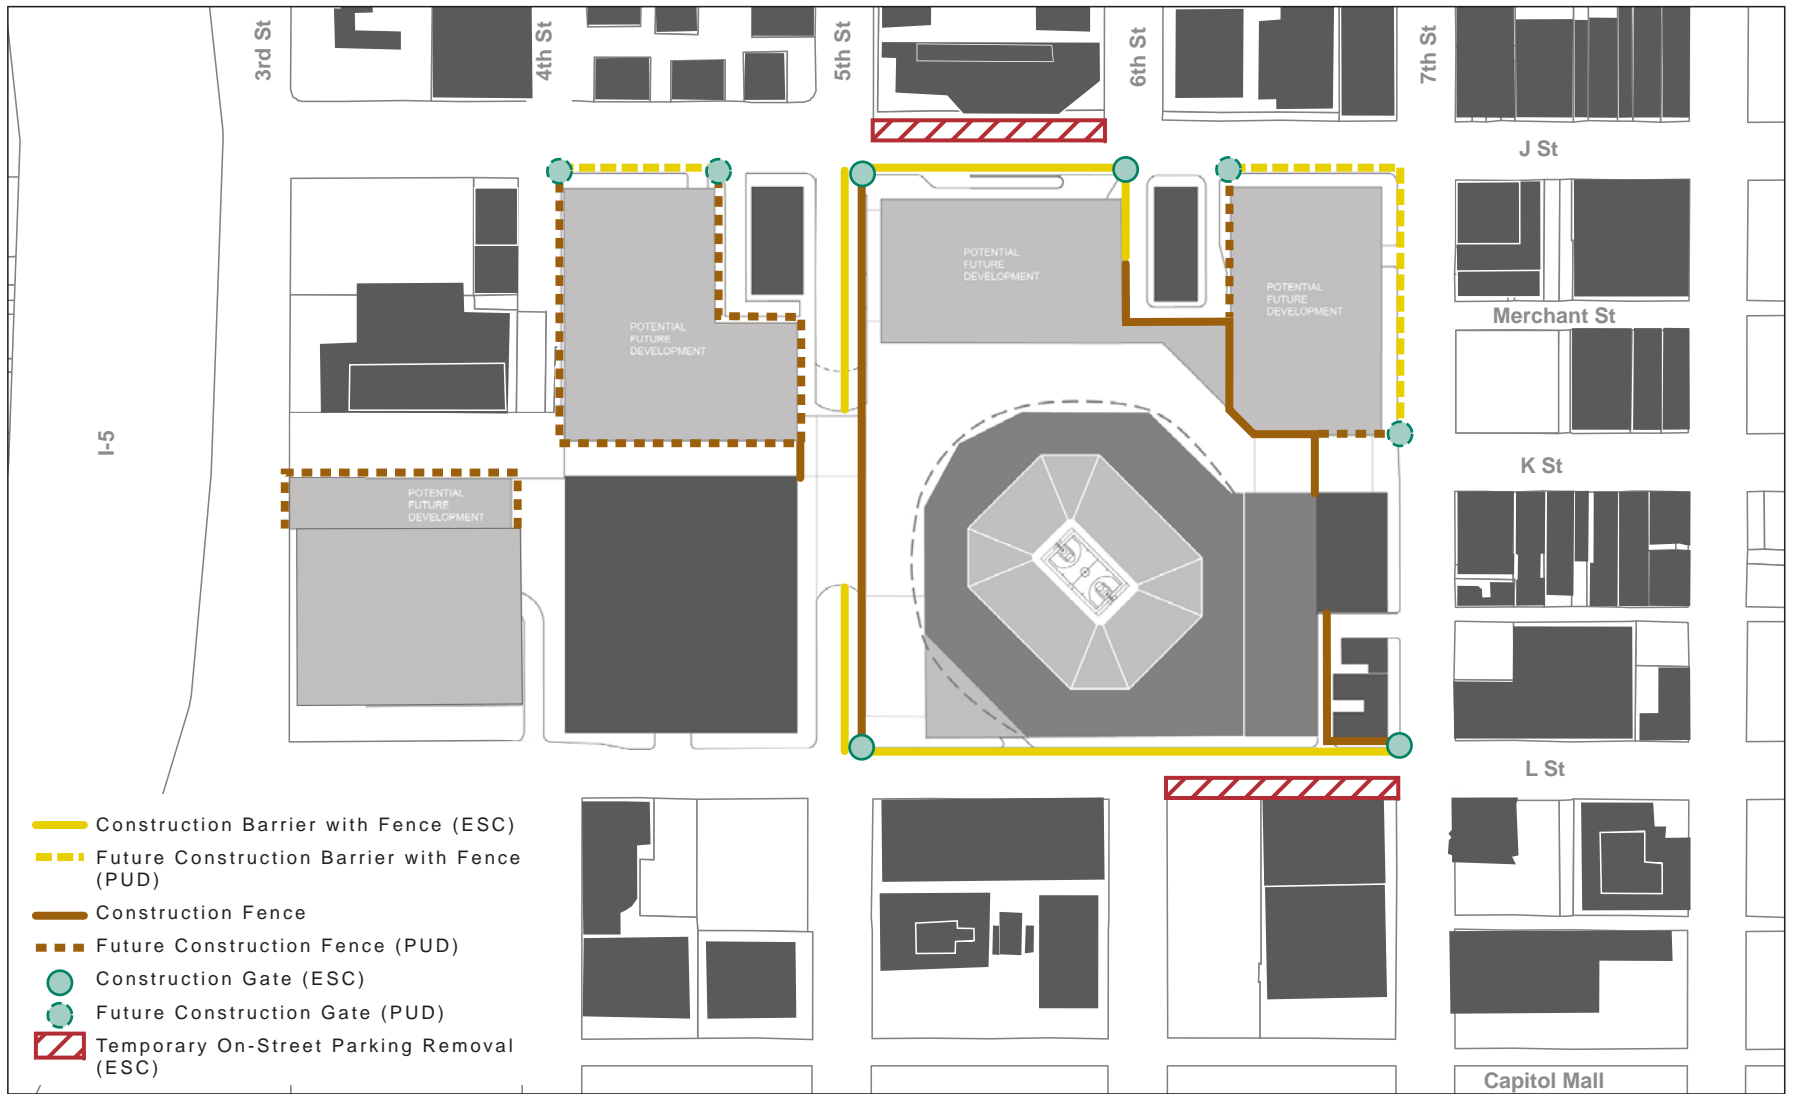 3rd St
4th St
5th St
6th St
7th St
J St
POTENTIAL
FUTURE
DEVELOPMENT
POTENTIAL
FUTURE
DEVELOPMENT
Merchant St
POTENTIAL
FUTURE
DEVELOPMENT
I-5
K St
POTENTIAL
FUTURE
DEVELOPMENT
L St
Construction Barrier with Fence (ESC)
Future Construction Barrier with Fence
(PUD)
Construction Fence
Future Construction Fence (PUD)
Construction Gate (ESC)
Future Construction Gate (PUD)
Temporary On-Street Parking Removal
(ESC)
Capitol Mall